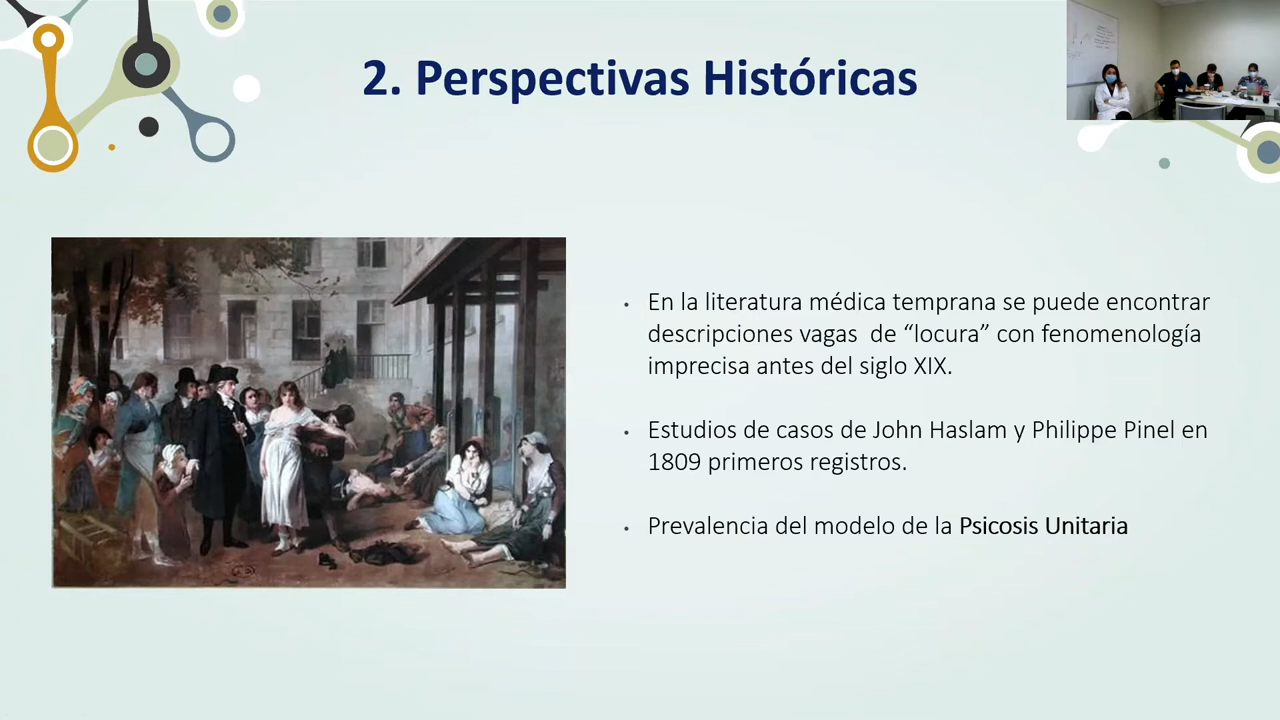 2. Perspectivas Históricas
• En la literatura médica temprana se puede encontrar
descripciones vagas  de “locura” con fenomenología
imprecisa antes del siglo XIX.
• Estudios de casos de John Haslam y Philippe Pinel en
1809 primeros registros.
• Prevalencia del modelo de la Psicosis Unitaria